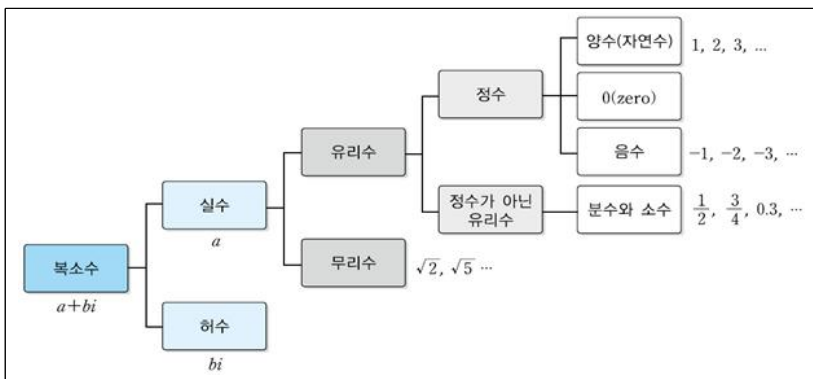 양수(자연수) 1, 2, 3, ...
정수
0(zero)
유리수
음수 -1, -2, -3, ...
실수
a
정수가 아닌
유리수
분수와 소수 1/2, 3/4, 0.3, ...
복소수
a+bi
무리수 √2, √5 ...
허수
bi